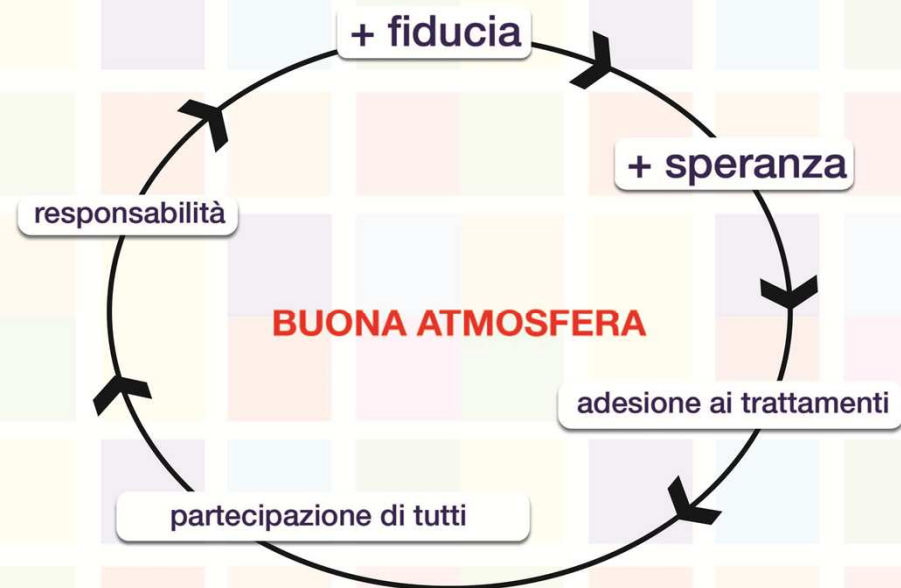 + fiducia
+ speranza
responsabilità
BUONA ATMOSFERA
adesione ai trattamenti
partecipazione di tutti